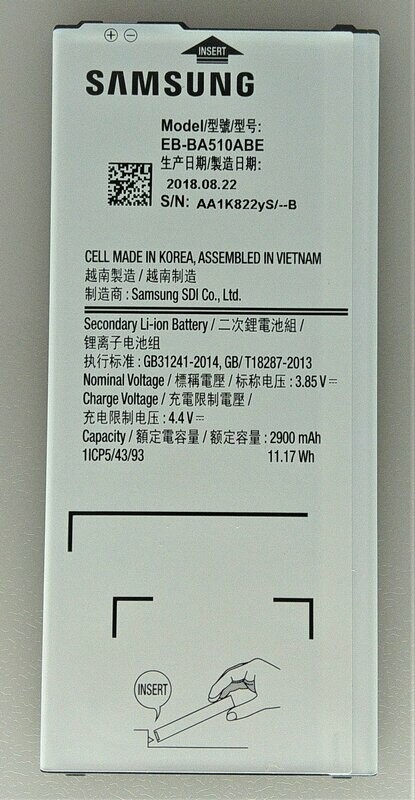 ⊕⊖
INSERT
SAMSUNG
Model/型號/型号:
EB-BA510ABE
生产日期/製造日期
2018.08.22
S/N: AA1K822yS/--B
CELL MADE IN KOREA, ASSEMBLED IN VIETNAM
越南製造 / 越南制造
制造商 : Samsung SDI Co., Ltd.
Secondary Li-ion Battery / 二次鋰電池組 /
锂离子电池组
执行标准 : GB31241-2014, GB/ T18287-2013
Nominal Voltage / 標稱電壓 / 标称电压 : 3.85 V⎓
Charge Voltage / 充電限制電壓 /
充电限制电压 : 4.4 V⎓
Capacity / 額定電容量 / 额定容量 : 2900 mAh
1ICP5/43/93 11.17 Wh
INSERT